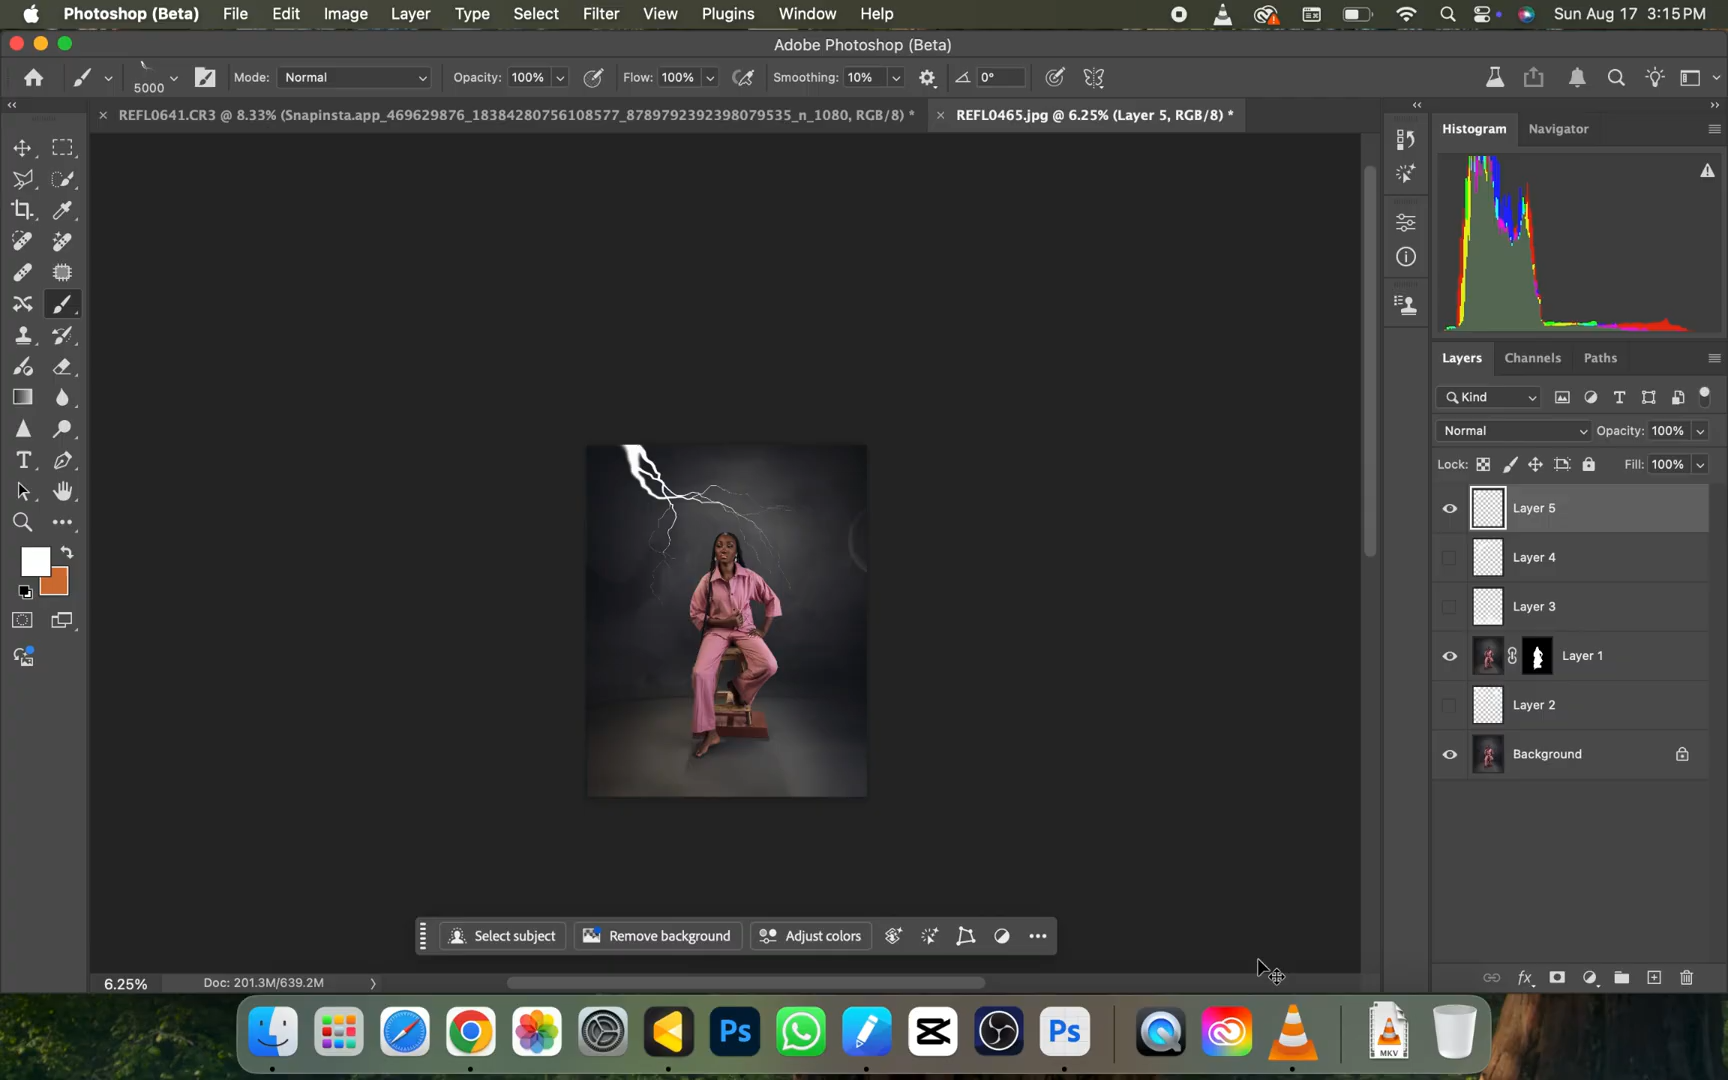 Photoshop (Beta) File Edit Image Layer Type Select Filter View Plugins Window Help Sun Aug 17 3:15 PM
Adobe Photoshop (Beta)
5000 Mode: Normal Opacity: 100% Flow: 100% Smoothing: 10% 0°
REFL0641.CR3 @ 8.33% (Snapinsta.app_469629876_18384280756108577_8789792392398079535_n_1080, RGB/8) * REFL0465.jpg @ 6.25% (Layer 5, RGB/8) *
Histogram Navigator
Layers Channels Paths
Kind
Normal Opacity: 100%
Lock: Fill: 100%
Layer 5
Layer 4
Layer 3
Layer 1
Layer 2
Background
Select subject Remove background Adjust colors
6.25% Doc: 201.3M/639.2M
Ps Ps
MKV